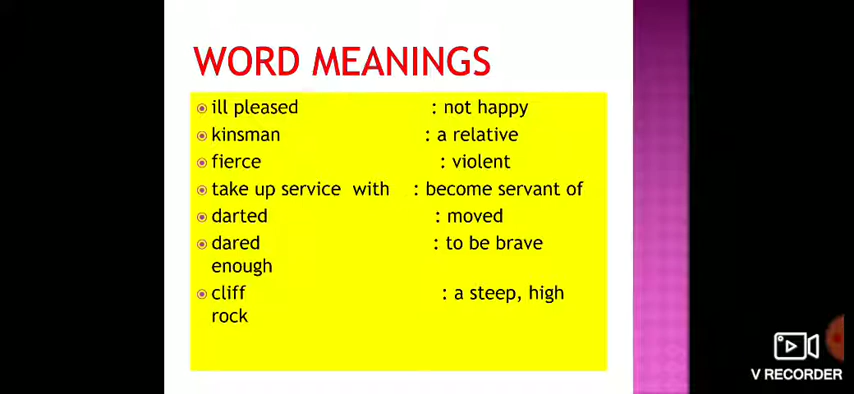 WORD MEANINGS
ill pleased : not happy
kinsman : a relative
fierce : violent
take up service with : become servant of
darted : moved
dared : to be brave
enough
cliff : a steep, high
rock
V RECORDER